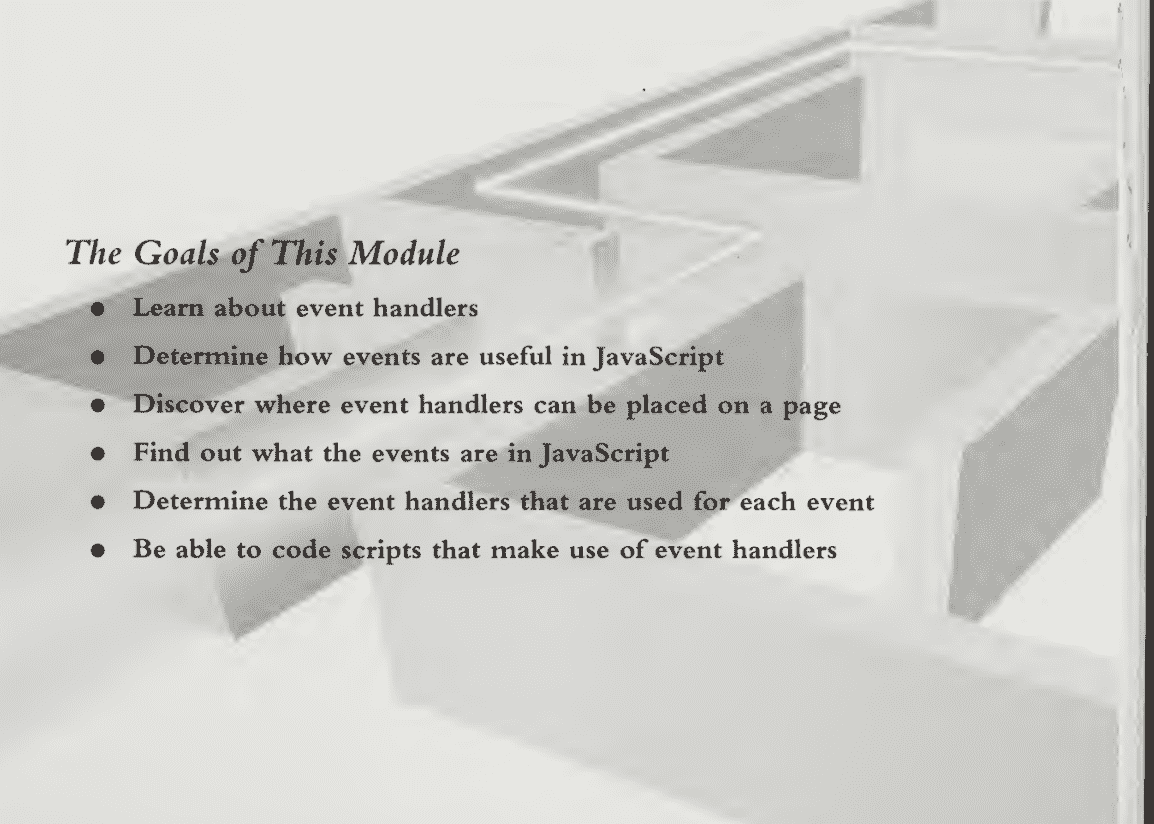 The Goals of This Module
● Learn about event handlers
● Determine how events are useful in JavaScript
● Discover where event handlers can be placed on a page
● Find out what the events are in JavaScript
● Determine the event handlers that are used for each event
● Be able to code scripts that make use of event handlers